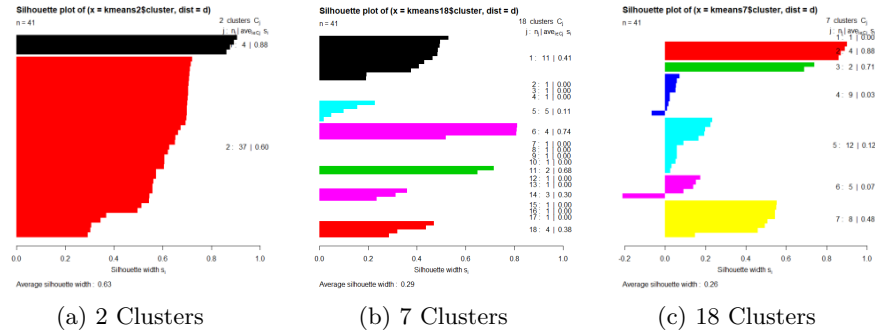 Silhouette plot of (x = kmeans2$cluster, dist = d)
n = 41
2 clusters Cj
j : nj | avei∈Cj si
1 : 4 | 0.88
2 : 37 | 0.60
0.0 0.2 0.4 0.6 0.8 1.0
Silhouette width si
Average silhouette width : 0.63
(a) 2 Clusters
Silhouette plot of (x = kmeans18$cluster, dist = d)
n = 41
18 clusters Cj
j : nj | avei∈Cj si
1 : 11 | 0.41
2 : 1 | 0.00
3 : 1 | 0.00
4 : 1 | 0.00
5 : 5 | 0.11
6 : 4 | 0.74
7 : 1 | 0.00
8 : 1 | 0.00
9 : 1 | 0.00
10 : 1 | 0.00
11 : 2 | 0.68
12 : 1 | 0.00
13 : 1 | 0.00
14 : 3 | 0.30
15 : 1 | 0.00
16 : 1 | 0.00
17 : 1 | 0.00
18 : 4 | 0.38
0.0 0.2 0.4 0.6 0.8 1.0
Silhouette width si
Average silhouette width : 0.29
(b) 7 Clusters
Silhouette plot of (x = kmeans7$cluster, dist = d)
n = 41
7 clusters Cj
j : nj | avei∈Cj si
1 : 1 | 0.00
2 : 4 | 0.88
3 : 2 | 0.71
4 : 9 | 0.03
5 : 12 | 0.12
6 : 5 | 0.07
7 : 8 | 0.48
-0.2 0.0 0.2 0.4 0.6 0.8 1.0
Silhouette width si
Average silhouette width : 0.26
(c) 18 Clusters